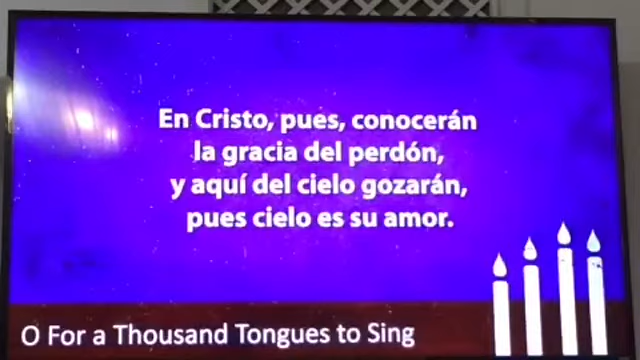 En Cristo, pues, conocerán
la gracia del perdón,
y aquí del cielo gozarán,
pues cielo es su amor.
O For a Thousand Tongues to Sing